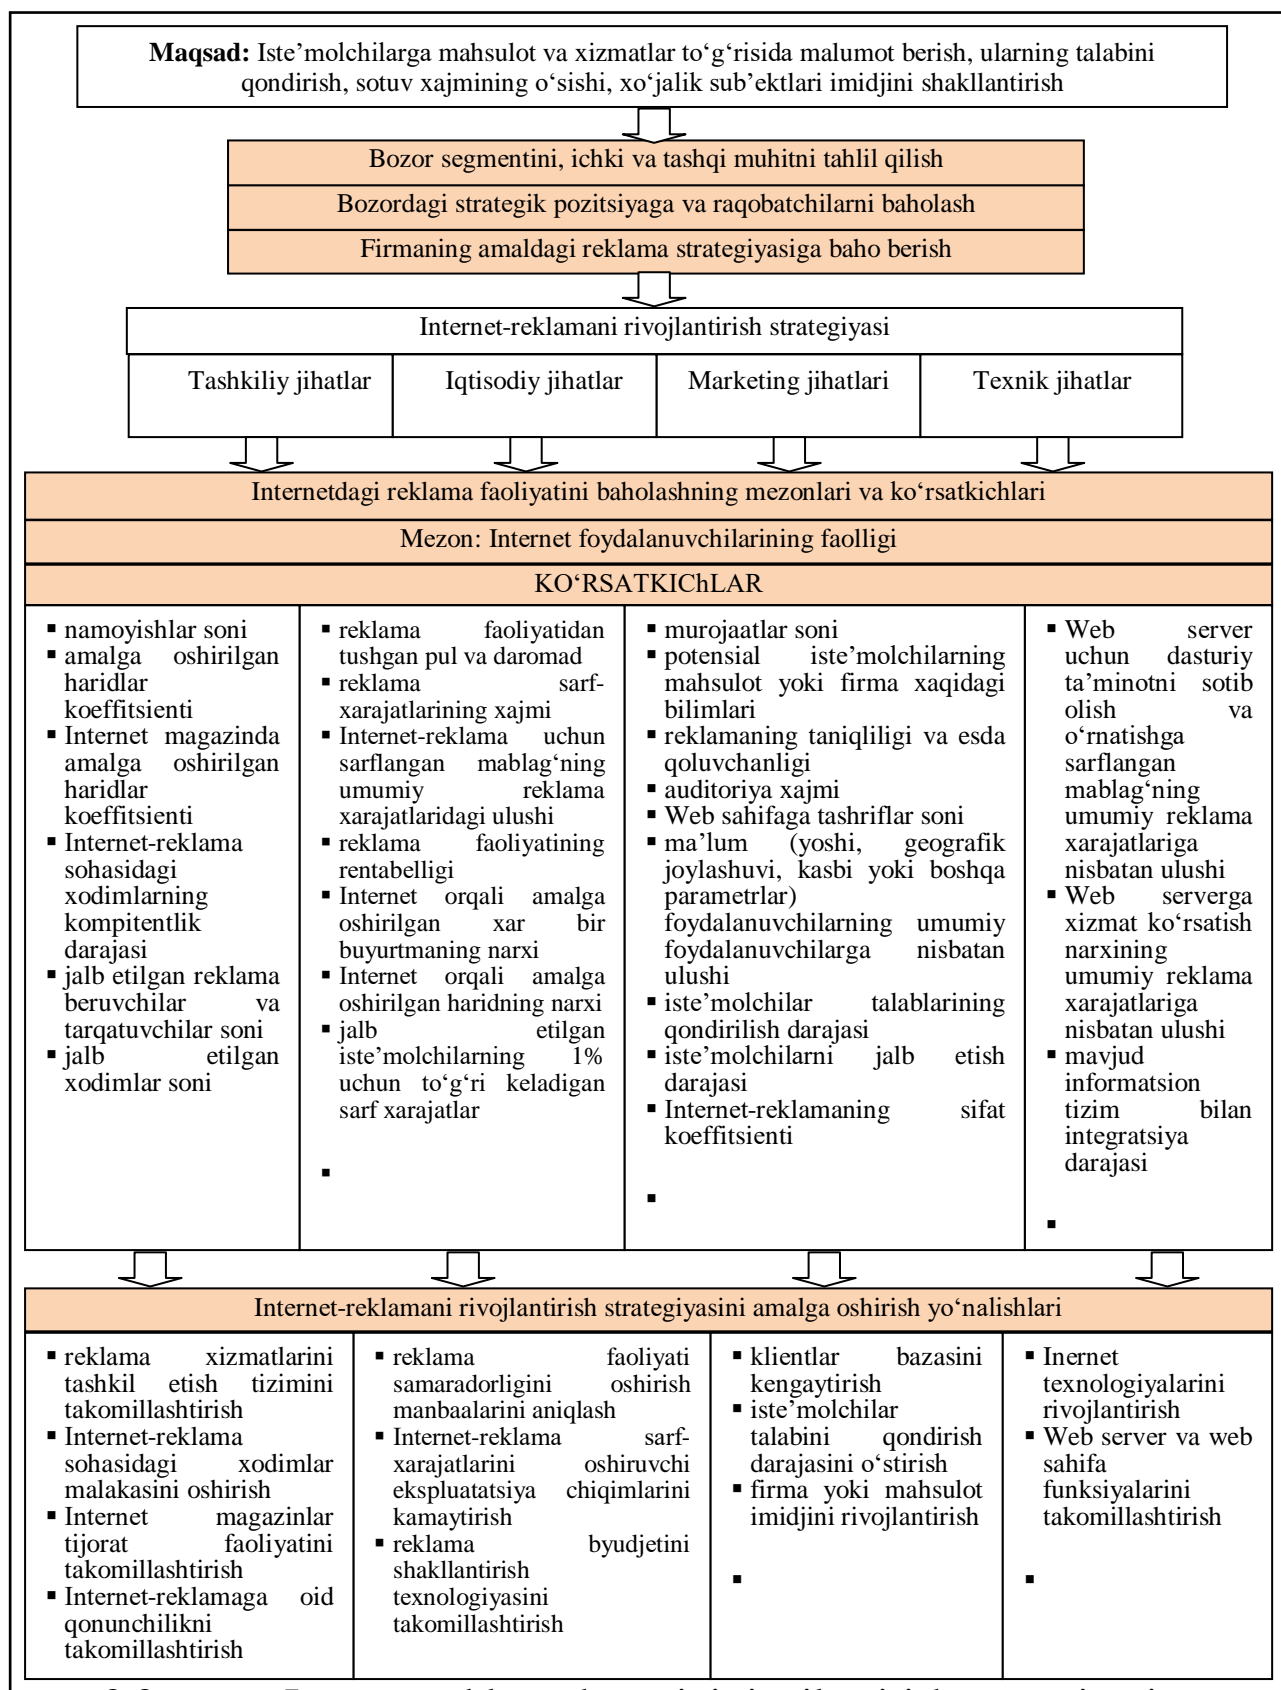 Maqsad: Iste’molchilarga mahsulot va xizmatlar to‘g‘risida malumot berish, ularning talabini
qondirish, sotuv xajmining o‘sishi, xo‘jalik sub’ektlari imidjini shakllantirish
Bozor segmentini, ichki va tashqi muhitni tahlil qilish
Bozordagi strategik pozitsiyaga va raqobatchilarni baholash
Firmaning amaldagi reklama strategiyasiga baho berish
Internet-reklamani rivojlantirish strategiyasi
Tashkiliy jihatlar
Iqtisodiy jihatlar
Marketing jihatlari
Texnik jihatlar
Internetdagi reklama faoliyatini baholashning mezonlari va ko‘rsatkichlari
Mezon: Internet foydalanuvchilarining faolligi
KO‘RSATKIChLAR
▪ namoyishlar soni
▪ amalga oshirilgan
haridlar
koeffitsienti
▪ Internet magazinda
amalga oshirilgan
haridlar
koeffitsienti
▪ Internet-reklama
sohasidagi
xodimlarning
kompitentlik
darajasi
▪ jalb etilgan reklama
beruvchilar va
tarqatuvchilar soni
▪ jalb etilgan
xodimlar soni
▪ reklama faoliyatidan
tushgan pul va daromad
▪ reklama sarf-
xarajatlarining xajmi
▪ Internet-reklama uchun
sarflangan mablag‘ning
umumiy reklama
xarajatlaridagi ulushi
▪ reklama faoliyatining
rentabelligi
▪ Internet orqali amalga
oshirilgan xar bir
buyurtmaning narxi
▪ Internet orqali amalga
oshirilgan haridning narxi
▪ jalb etilgan
iste’molchilarning 1%
uchun to‘g‘ri keladigan
sarf xarajatlar
▪
▪ murojaatlar soni
▪ potensial iste’molchilarning
mahsulot yoki firma xaqidagi
bilimlari
▪ reklamaning taniqliligi va esda
qoluvchanligi
▪ auditoriya xajmi
▪ Web sahifaga tashriflar soni
▪ ma’lum (yoshi, geografik
joylashuvi, kasbi yoki boshqa
parametrlar)
foydalanuvchilarning umumiy
foydalanuvchilarga nisbatan
ulushi
▪ iste’molchilar talablarining
qondirilish darajasi
▪ iste’molchilarni jalb etish
darajasi
▪ Internet-reklamaning sifat
koeffitsienti
▪
▪ Web server
uchun dasturiy
ta’minotni sotib
olish va
o‘rnatishga
sarflangan
mablag‘ning
umumiy reklama
xarajatlariga
nisbatan ulushi
▪ Web serverga
xizmat ko‘rsatish
narxining
umumiy reklama
xarajatlariga
nisbatan ulushi
▪ mavjud
informatsion
tizim bilan
integratsiya
darajasi
▪
Internet-reklamani rivojlantirish strategiyasini amalga oshirish yo‘nalishlari
▪ reklama xizmatlarini
tashkil etish tizimini
takomillashtirish
▪ Internet-reklama
sohasidagi xodimlar
malakasini oshirish
▪ Internet magazinlar
tijorat faoliyatini
takomillashtirish
▪ Internet-reklamaga oid
qonunchilikni
takomillashtirish
▪ reklama faoliyati
samaradorligini oshirish
manbaalarini aniqlash
▪ Internet-reklama sarf-
xarajatlarini oshiruvchi
ekspluatatsiya chiqimlarini
kamaytirish
▪ reklama byudjetini
shakllantirish
texnologiyasini
takomillashtirish
▪ klientlar bazasini
kengaytirish
▪ iste’molchilar
talabini qondirish
darajasini o‘stirish
▪ firma yoki mahsulot
imidjini rivojlantirish
▪
▪ Inernet
texnologiyalarini
rivojlantirish
▪ Web server va web
sahifa
funksiyalarini
takomillashtirish
▪